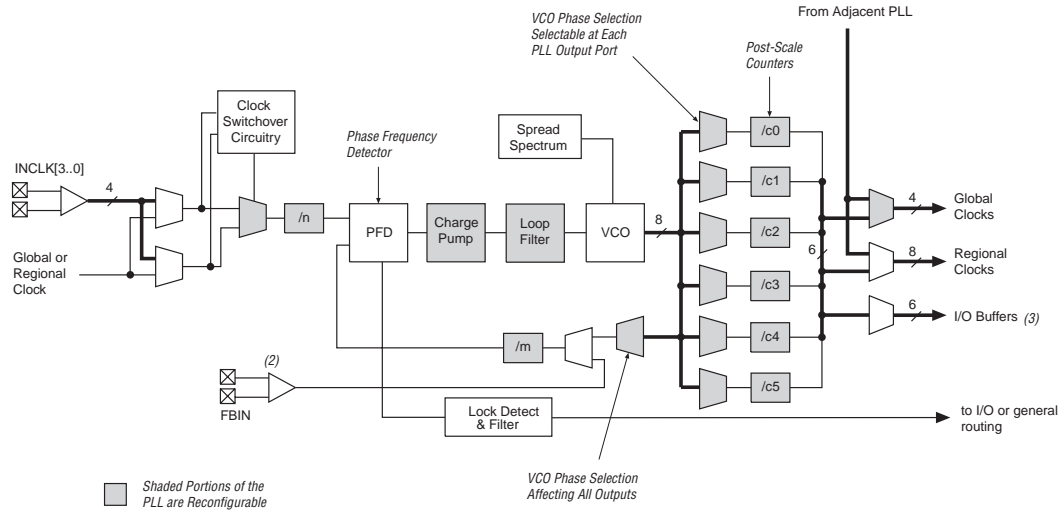 From Adjacent PLL
VCO Phase Selection
Selectable at Each
PLL Output Port
Post-Scale
Counters
Clock
Switchover
Circuitry
Phase Frequency
Detector
Spread
Spectrum
/c0
INCLK[3..0]
4
/c1
4
Global
Clocks
/n
PFD
Charge
Pump
Loop
Filter
VCO
8
/c2
6
8
Regional
Clocks
Global or
Regional
Clock
/c3
6
I/O Buffers (3)
/m
/c4
(2)
FBIN
/c5
Lock Detect
& Filter
to I/O or general
routing
VCO Phase Selection
Affecting All Outputs
Shaded Portions of the
PLL are Reconfigurable